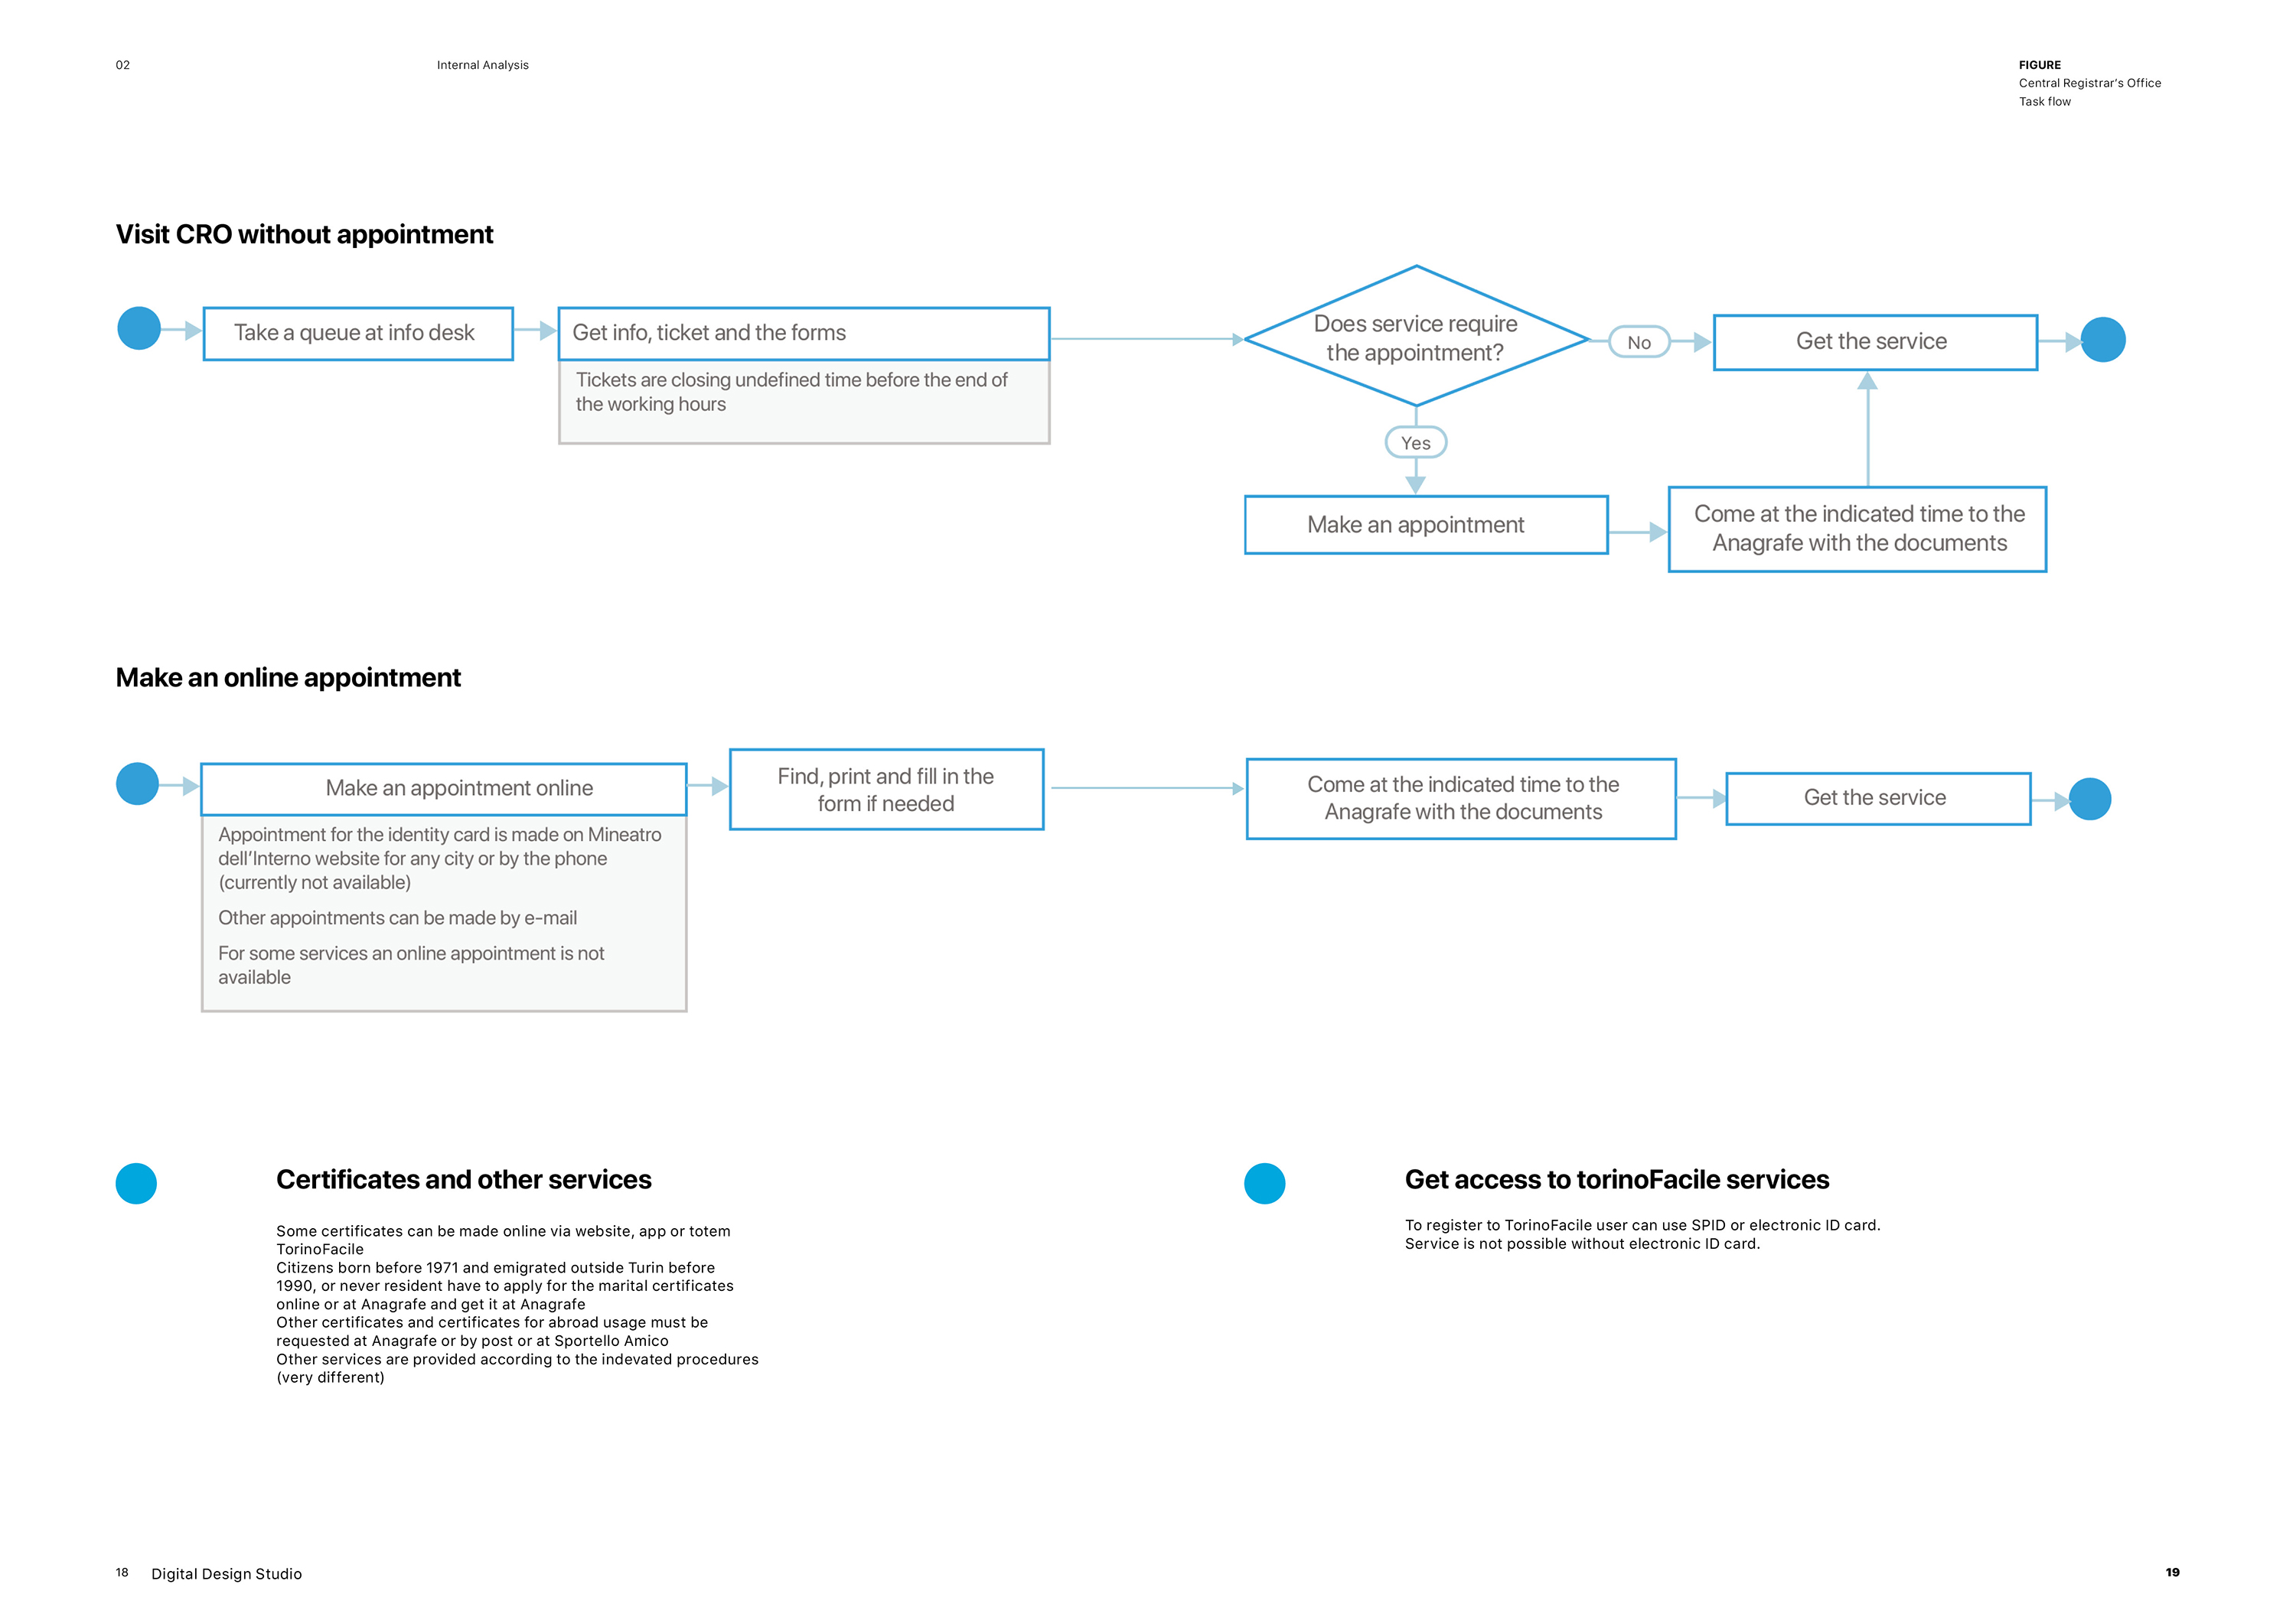 02
Internal Analysis
FIGURE
Central Registrar's Office
Task flow
Visit CRO without appointment
Take a queue at info desk
Get info, ticket and the forms
Tickets are closing undefined time before the end of
the working hours
Does service require
the appointment?
No
Get the service
Yes
Make an appointment
Come at the indicated time to the
Anagrafe with the documents
Make an online appointment
Make an appointment online
Appointment for the identity card is made on Mineatro
dell'Interno website for any city or by the phone
(currently not available)
Other appointments can be made by e-mail
For some services an online appointment is not
available
Find, print and fill in the
form if needed
Come at the indicated time to the
Anagrafe with the documents
Get the service
Certificates and other services
Some certificates can be made online via website, app or totem
TorinoFacile
Citizens born before 1971 and emigrated outside Turin before
1990, or never resident have to apply for the marital certificates
online or at Anagrafe and get it at Anagrafe
Other certificates and certificates for abroad usage must be
requested at Anagrafe or by post or at Sportello Amico
Other services are provided according to the indevated procedures
(very different)
Get access to torinoFacile services
To register to TorinoFacile user can use SPID or electronic ID card.
Service is not possible without electronic ID card.
18
Digital Design Studio
19